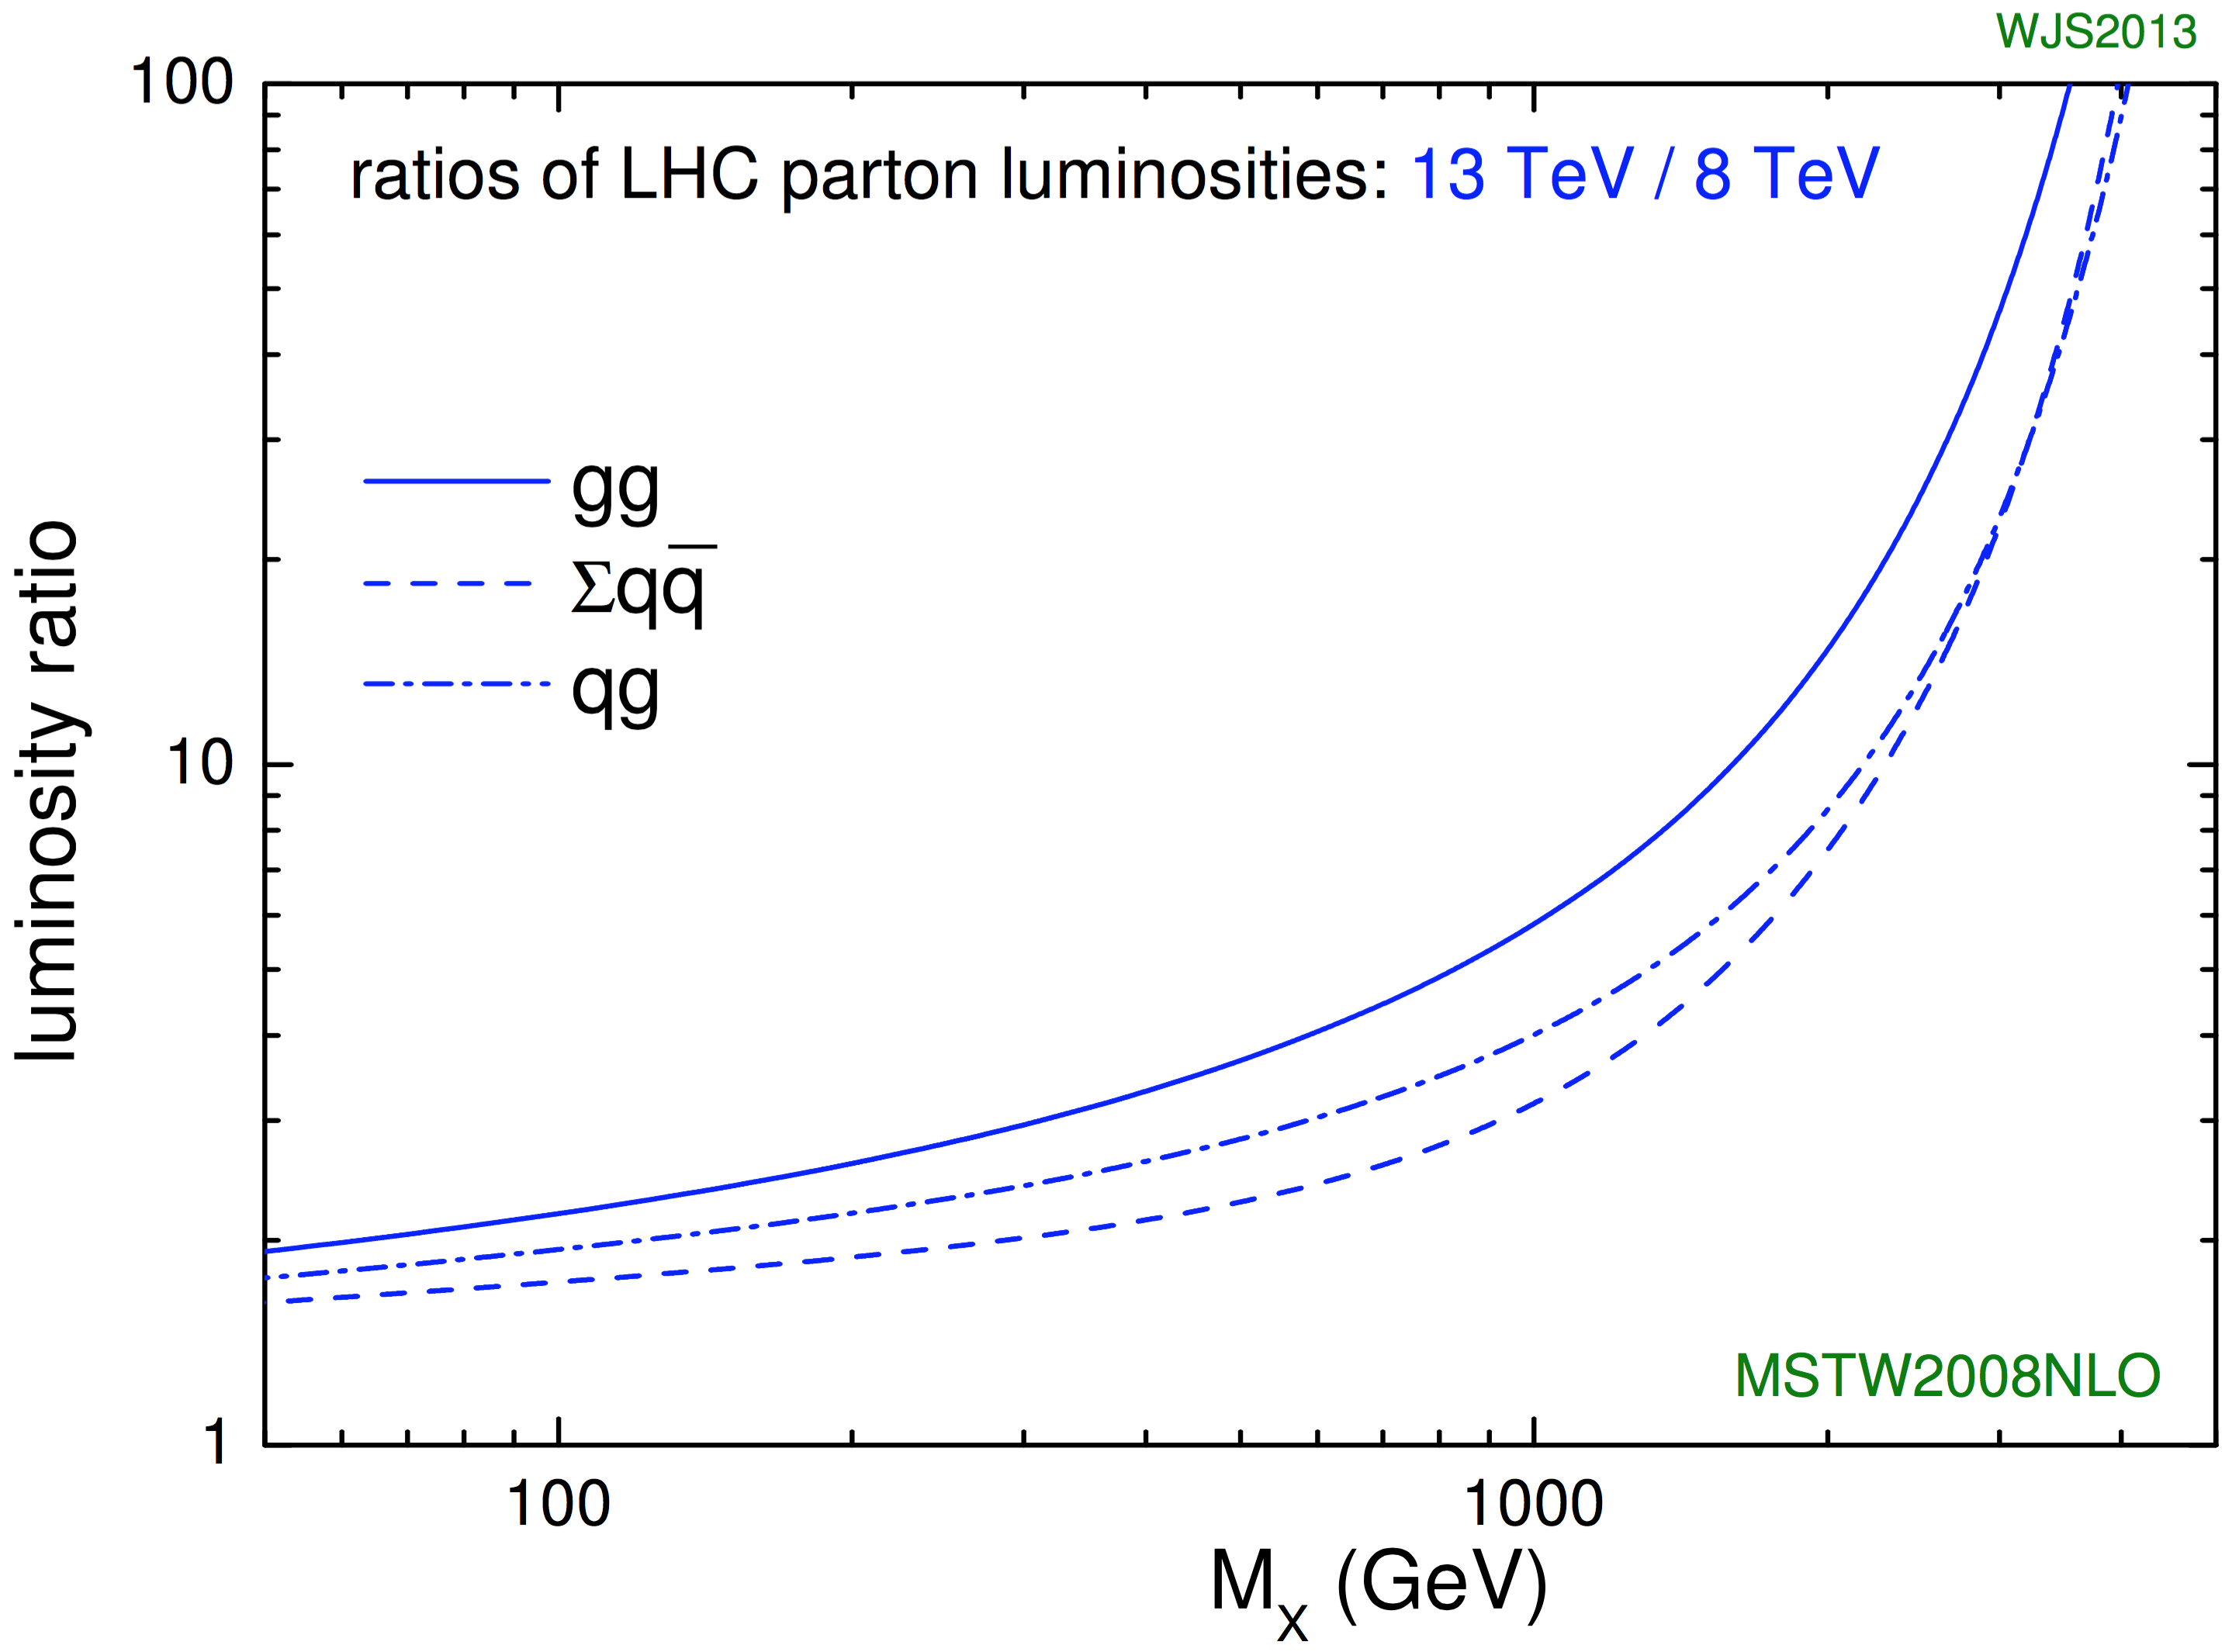 WJS2013
100
ratios of LHC parton luminosities: 13 TeV / 8 TeV
gg
Σqq̅
qg
luminosity ratio
10
MSTW2008NLO
1
100
1000
M_X (GeV)